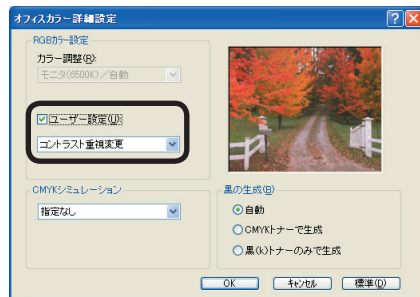 オフィスカラー詳細設定
RGBカラー設定
カラー調整(R):
モニタ(6500K)／自動
ユーザー設定(U):
コントラスト重視変更
CMYKシミュレーション
指定なし
黒の生成(B)
自動
CMYKトナーで生成
黒(k)トナーのみで生成
OK
キャンセル
標準(D)